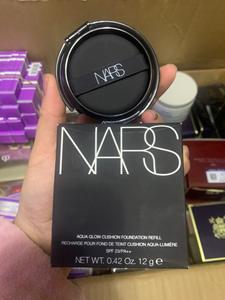 NARS
NARS
AQUA GLOW CUSHION FOUNDATION REFILL
RECHARGE POUR FOND DE TEINT CUSHION AQUA-LUMIÈRE
SPF 23/PA++
NET WT. 0.42 Oz. 12 g e